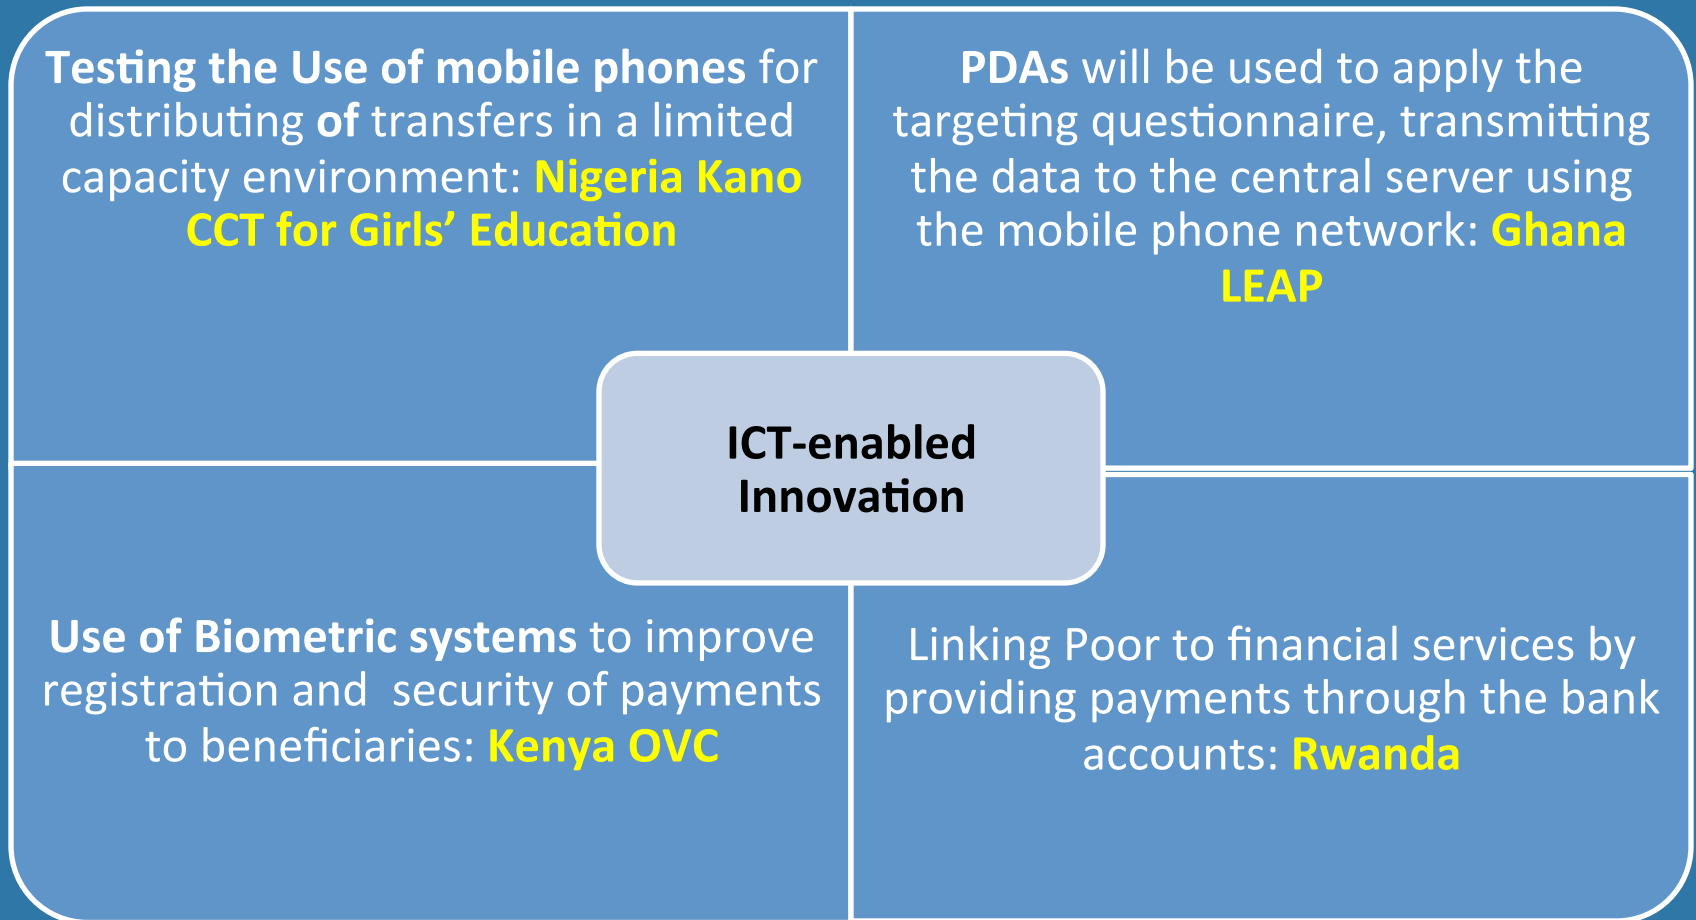 Testing the Use of mobile phones for
distributing of transfers in a limited
capacity environment: Nigeria Kano
CCT for Girls’ Education
PDAs will be used to apply the
targeting questionnaire, transmitting
the data to the central server using
the mobile phone network: Ghana
LEAP
ICT-enabled
Innovation
Use of Biometric systems to improve
registration and  security of payments
to beneficiaries: Kenya OVC
Linking Poor to financial services by
providing payments through the bank
accounts: Rwanda